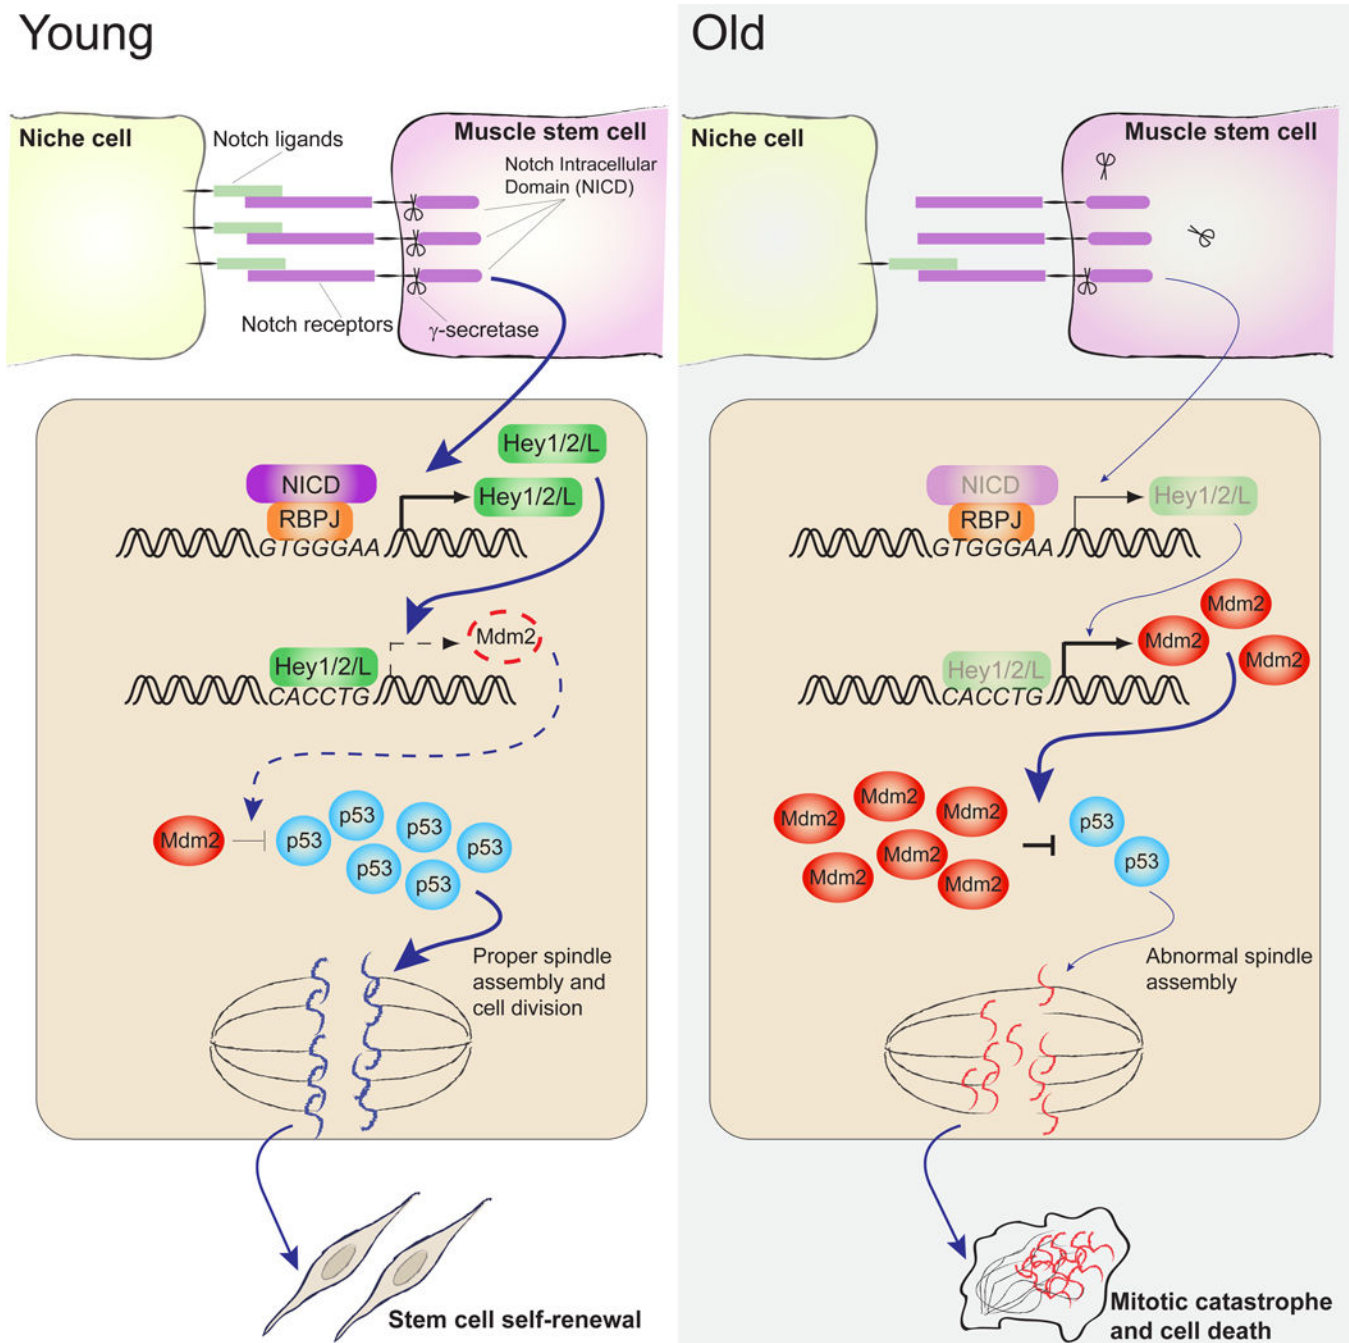 Young
Niche cell
Notch ligands
Muscle stem cell
Notch Intracellular
Domain (NICD)
Notch receptors
γ-secretase
Hey1/2/L
NICD
Hey1/2/L
RBPJ
GTGGGAA
Mdm2
Hey1/2/L
CACCTG
p53
p53
p53
Mdm2
p53
p53
p53
Proper spindle
assembly and
cell division
Stem cell self-renewal
Old
Niche cell
Muscle stem cell
NICD
Hey1/2/L
RBPJ
GTGGGAA
Mdm2
Mdm2
Mdm2
Hey1/2/L
CACCTG
Mdm2
Mdm2
Mdm2
p53
Mdm2
p53
Mdm2
Mdm2
Abnormal spindle
assembly
Mitotic catastrophe
and cell death